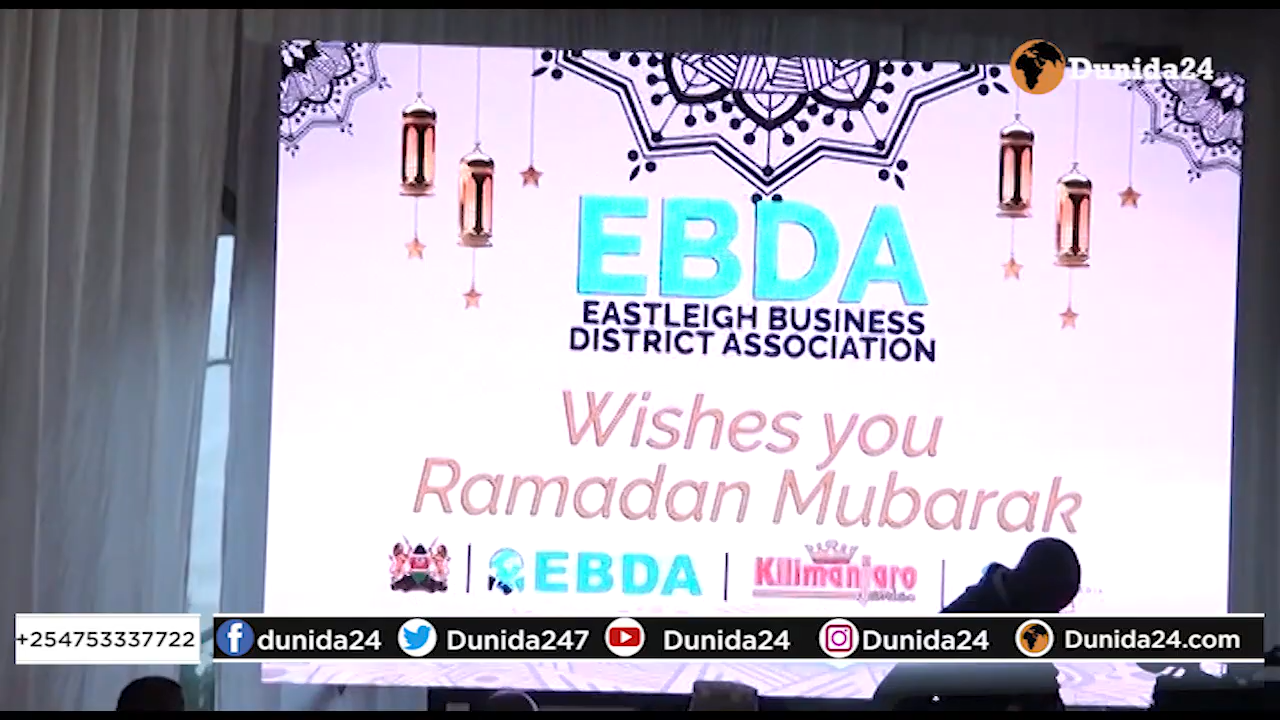 Dunida24
EBDA
EASTLEIGH BUSINESS
DISTRICT ASSOCIATION
Wishes you
Ramadan Mubarak
EBDA
Kilimanjaro
+254753337722
dunida24
Dunida247
Dunida24
Dunida24
Dunida24.com